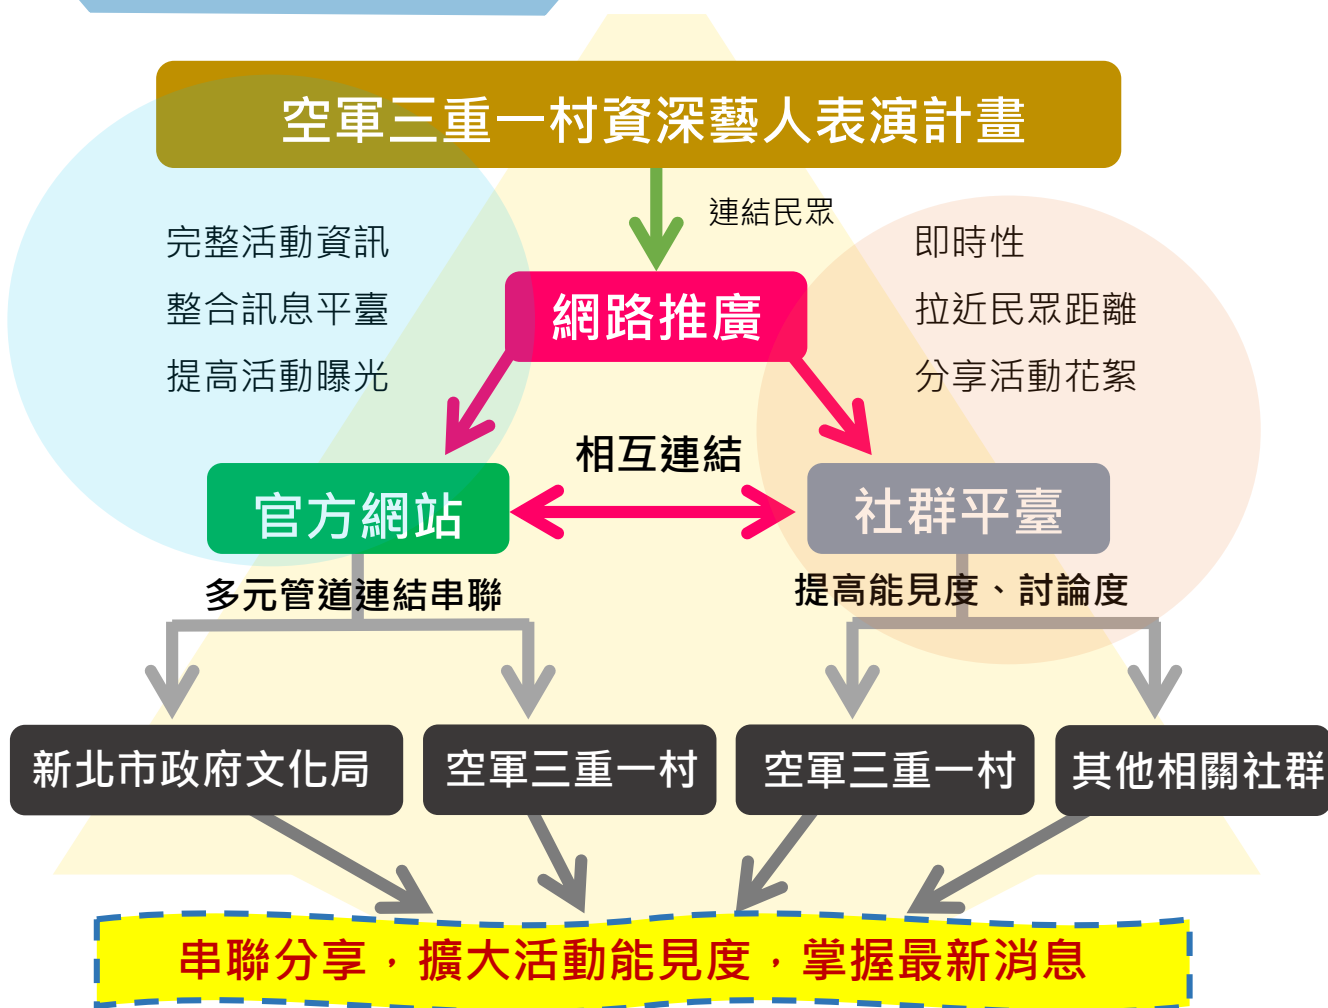 空軍三重一村資深藝人表演計畫
連結民眾
完整活動資訊
整合訊息平臺
提高活動曝光
網路推廣
即時性
拉近民眾距離
分享活動花絮
相互連結
官方網站
社群平臺
多元管道連結串聯
提高能見度、討論度
新北市政府文化局
空軍三重一村
空軍三重一村
其他相關社群
串聯分享，擴大活動能見度，掌握最新消息